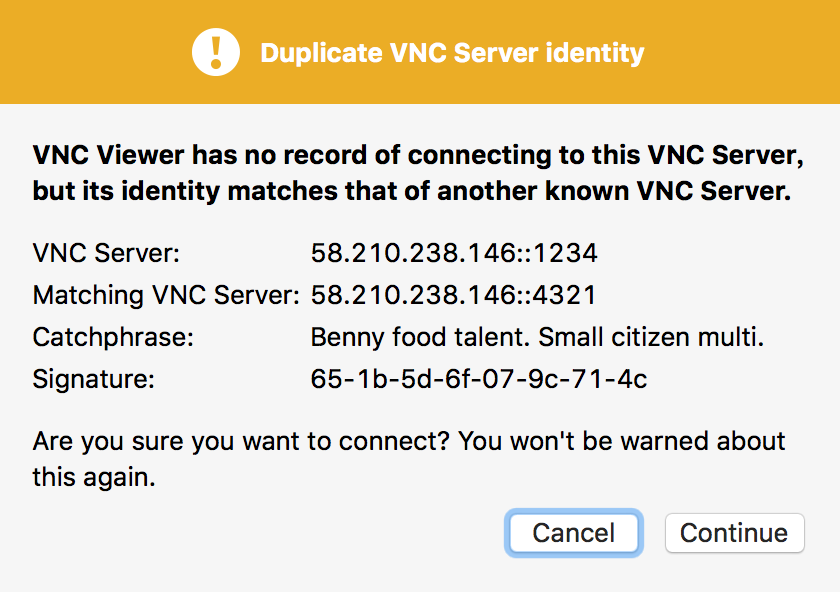 Duplicate VNC Server identity
VNC Viewer has no record of connecting to this VNC Server,
but its identity matches that of another known VNC Server.
VNC Server: 58.210.238.146::1234
Matching VNC Server: 58.210.238.146::4321
Catchphrase: Benny food talent. Small citizen multi.
Signature: 65-1b-5d-6f-07-9c-71-4c
Are you sure you want to connect? You won't be warned about
this again.
Cancel Continue